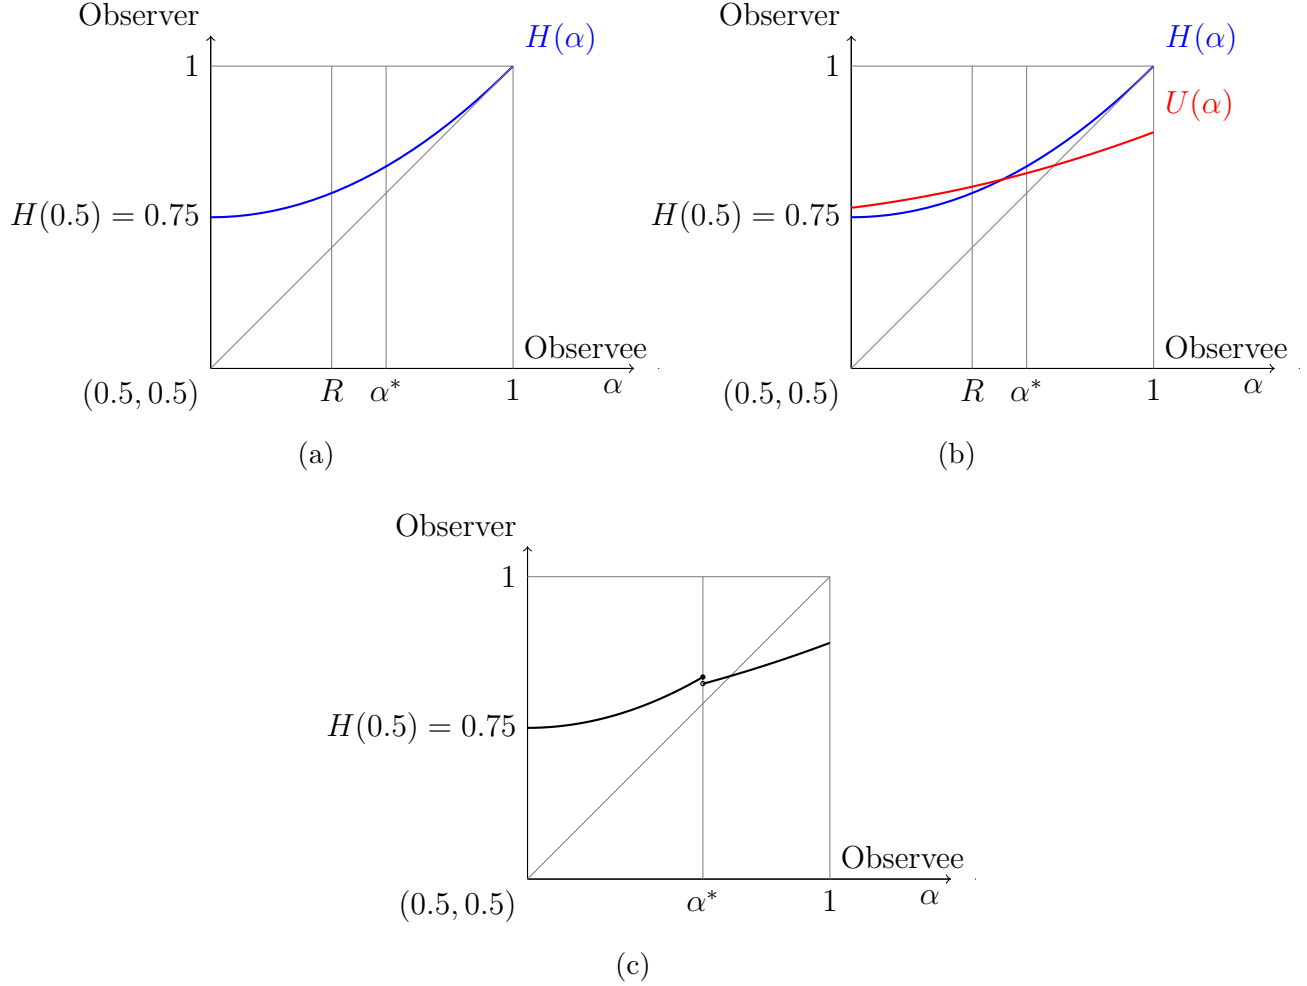 Observer
H(α)
1
H(0.5) = 0.75
Observee
(0.5, 0.5)
R
α*
1
α
(a)
Observer
H(α)
1
U(α)
H(0.5) = 0.75
Observee
(0.5, 0.5)
R
α*
1
α
(b)
Observer
1
H(0.5) = 0.75
Observee
(0.5, 0.5)
α*
1
α
(c)